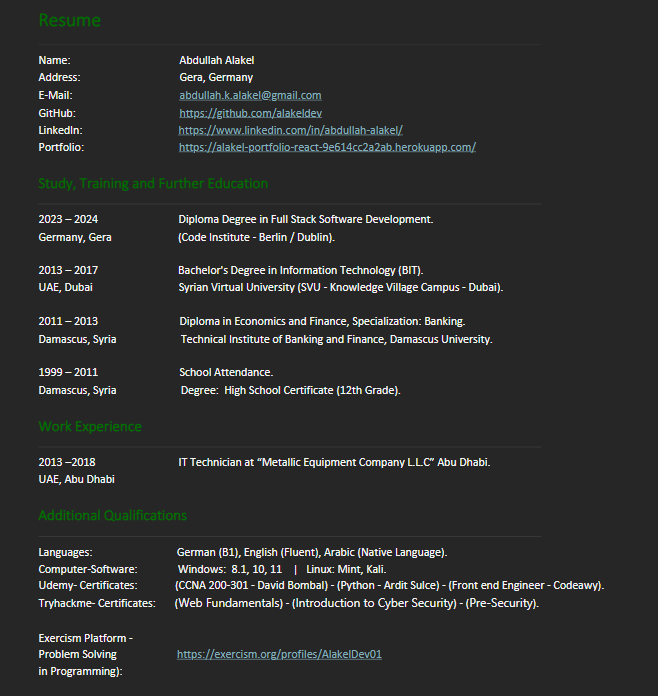 Resume
Name: Abdullah Alakel
Address: Gera, Germany
E-Mail: abdullah.k.alakel@gmail.com
GitHub: https://github.com/alakeldev
LinkedIn: https://www.linkedin.com/in/abdullah-alakel/
Portfolio: https://alakel-portfolio-react-9e614cc2a2ab.herokuapp.com/
Study, Training and Further Education
2023 – 2024 Diploma Degree in Full Stack Software Development.
Germany, Gera (Code Institute - Berlin / Dublin).
2013 – 2017 Bachelor's Degree in Information Technology (BIT).
UAE, Dubai Syrian Virtual University (SVU - Knowledge Village Campus - Dubai).
2011 – 2013 Diploma in Economics and Finance, Specialization: Banking.
Damascus, Syria Technical Institute of Banking and Finance, Damascus University.
1999 – 2011 School Attendance.
Damascus, Syria Degree: High School Certificate (12th Grade).
Work Experience
2013 –2018 IT Technician at “Metallic Equipment Company L.L.C” Abu Dhabi.
UAE, Abu Dhabi
Additional Qualifications
Languages: German (B1), English (Fluent), Arabic (Native Language).
Computer-Software: Windows: 8.1, 10, 11 | Linux: Mint, Kali.
Udemy- Certificates: (CCNA 200-301 - David Bombal) - (Python - Ardit Sulce) - (Front end Engineer - Codeawy).
Tryhackme- Certificates: (Web Fundamentals) - (Introduction to Cyber Security) - (Pre-Security).
Exercism Platform -
Problem Solving https://exercism.org/profiles/AlakelDev01
in Programming):